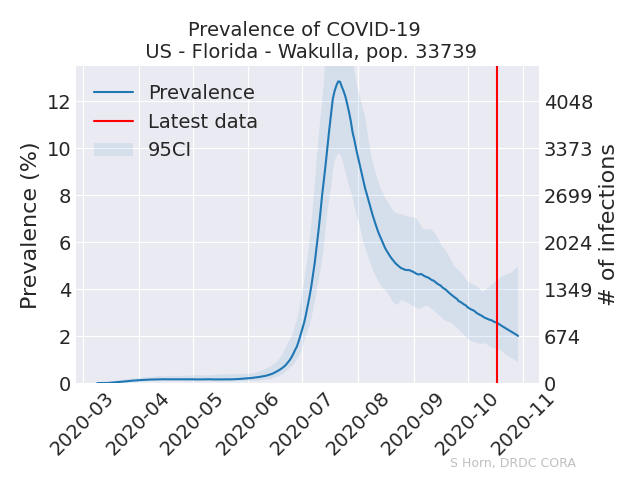 Prevalence of COVID-19
US - Florida - Wakulla, pop. 33739
Prevalence
Latest data
95CI
Prevalence (%)
12
10
8
6
4
2
0
4048
3373
2699
2024
1349
674
0
# of infections
2020-03
2020-04
2020-05
2020-06
2020-07
2020-08
2020-09
2020-10
2020-11
S Horn, DRDC CORA